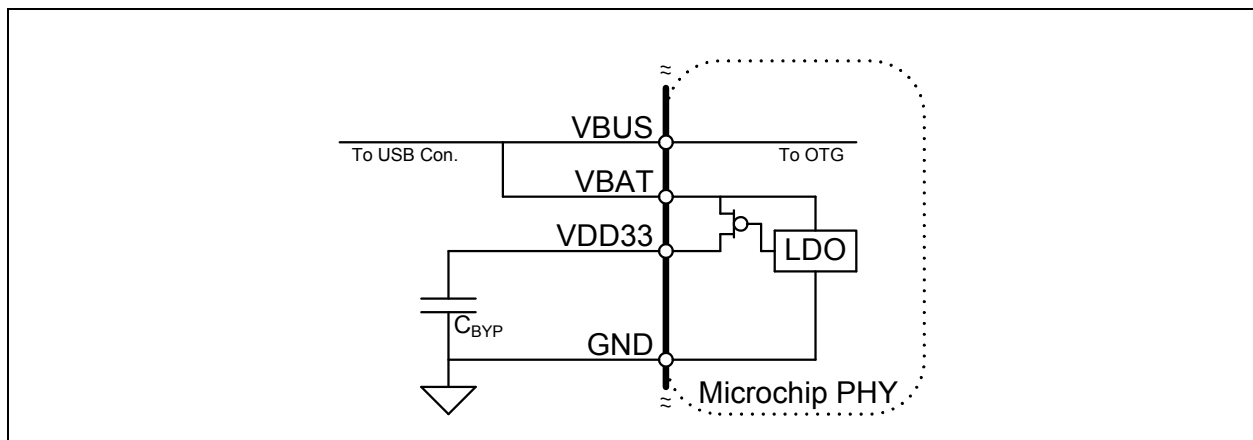 VBUS
To USB Con.
To OTG
VBAT
VDD33
LDO
CBYP
GND
Microchip PHY